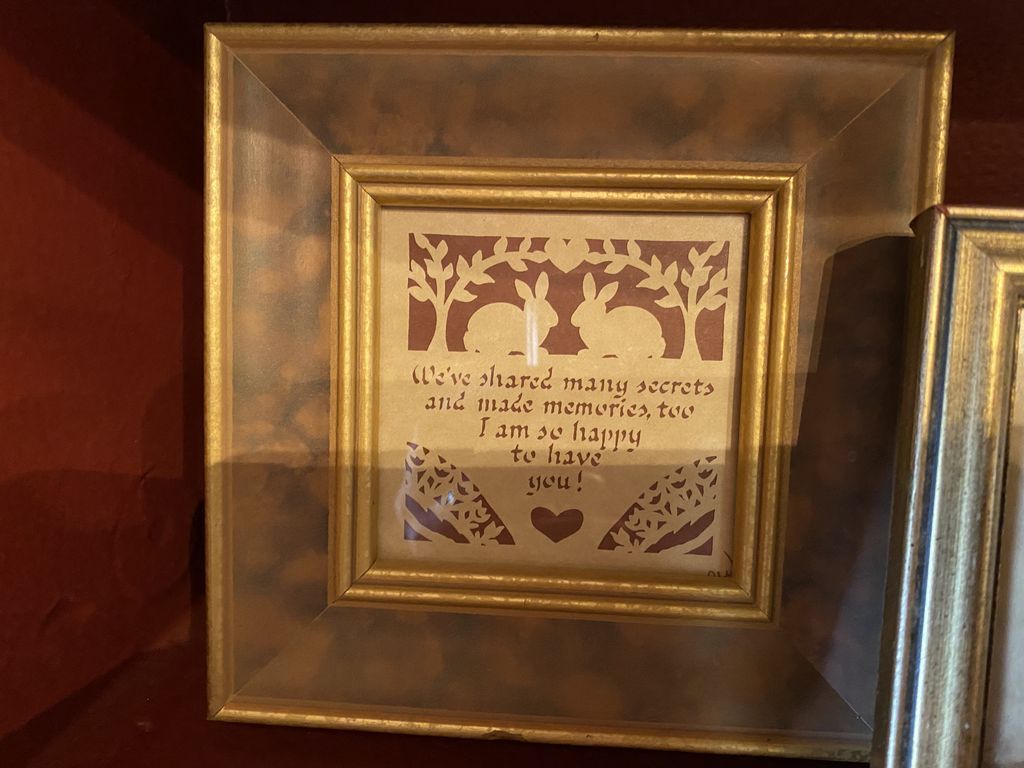 We've shared many secrets
and made memories, too
I am so happy
to have
you!